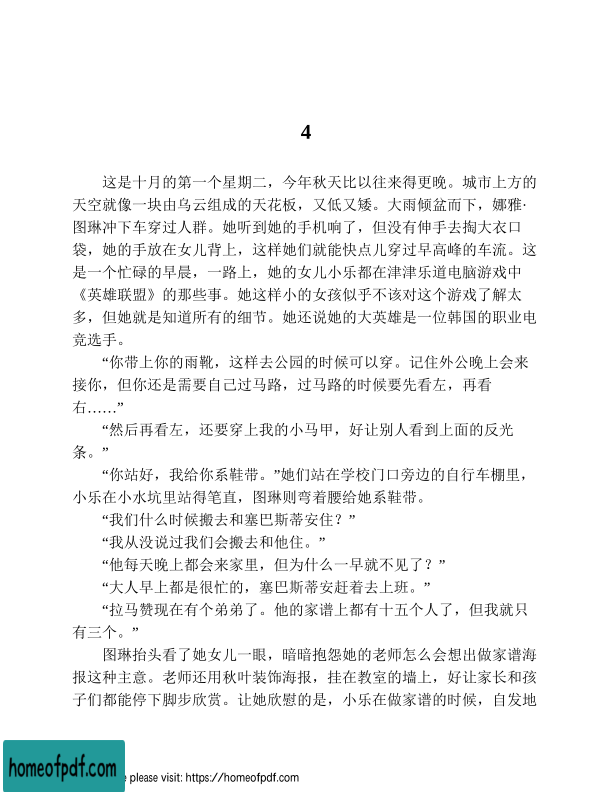 4
这是十月的第一个星期二，今年秋天比以往来得更晚。城市上方的
天空就像一块由乌云组成的天花板，又低又矮。大雨倾盆而下，娜雅·
图琳冲下车穿过人群。她听到她的手机响了，但没有伸手去掏大衣口
袋，她的手放在女儿背上，这样她们就能快点儿穿过早高峰的车流。这
是一个忙碌的早晨，一路上，她的女儿小乐都在津津乐道电脑游戏中
《英雄联盟》的那些事。她这样小的女孩似乎不该对这个游戏了解太
多，但她就是知道所有的细节。她还说她的大英雄是一位韩国的职业电
竞选手。
“你带上你的雨靴，这样去公园的时候可以穿。记住外公晚上会来
接你，但你还是需要自己过马路，过马路的时候要先看左，再看
右……”
“然后再看左，还要穿上我的小马甲，好让别人看到上面的反光
条。”
“你站好，我给你系鞋带。”她们站在学校门口旁边的自行车棚里，
小乐在小水坑里站得笔直，图琳则弯着腰给她系鞋带。
“我们什么时候搬去和塞巴斯蒂安住？”
“我从没说过我们会搬去和他住。”
“他每天晚上都会来家里，但为什么一早就不见了？”
“大人早上都是很忙的，塞巴斯蒂安赶着去上班。”
“拉马赞现在有个弟弟了。他的家谱上都有十五个人了，但我就只
有三个。”
图琳抬头看了她女儿一眼，暗暗抱怨她的老师怎么会想出做家谱海
报这种主意。老师还用秋叶装饰海报，挂在教室的墙上，好让家长和孩
子们都能停下脚步欣赏。让她欣慰的是，小乐在做家谱的时候，自发地
homeofpdf.com
e please visit: https://homeofpdf.com